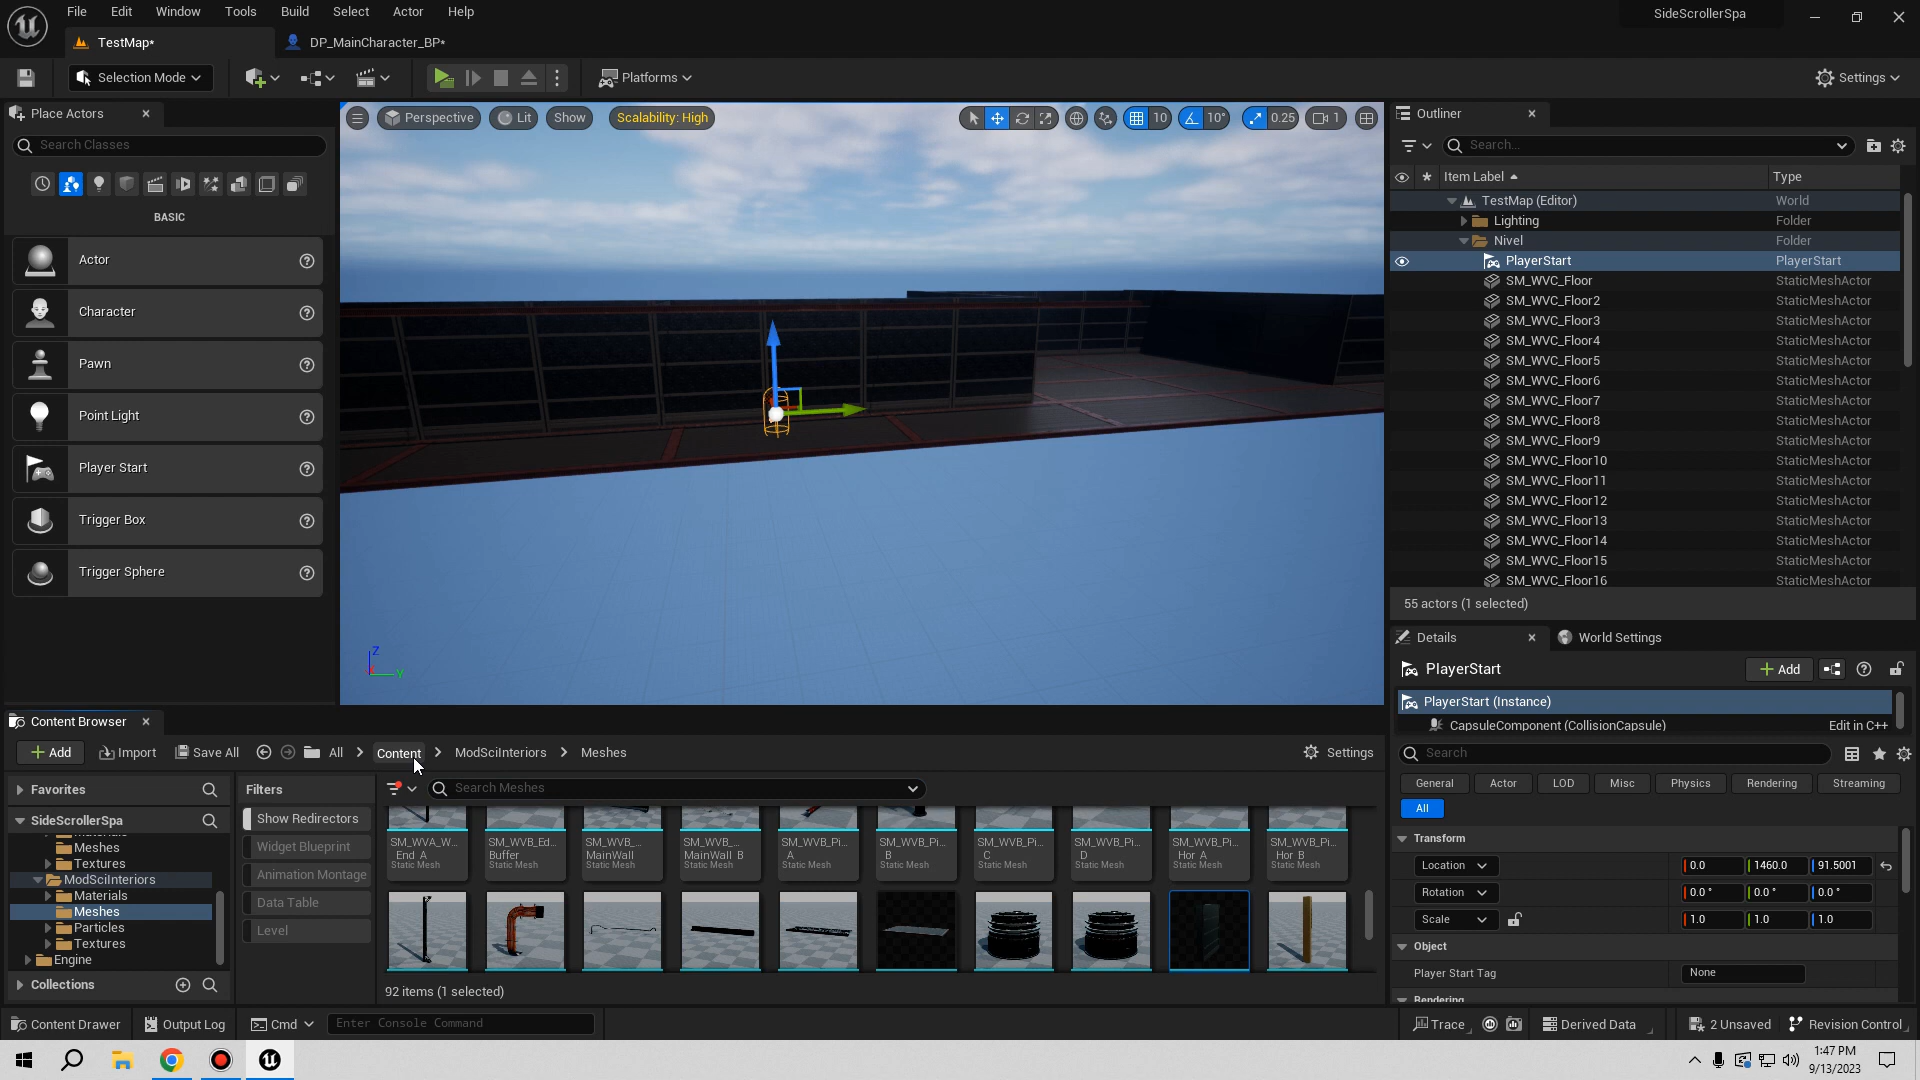 File Edit Window Tools Build Select Actor Help
SideScrollerSpa
TestMap*
DP_MainCharacter_BP*
Selection Mode
Platforms
Settings
Place Actors
Search Classes
BASIC
Actor
Character
Pawn
Point Light
Player Start
Trigger Box
Trigger Sphere
Perspective Lit Show Scalability: High
10 10° 0.25 1
Z
Y
Outliner
Search...
Item Label Type
TestMap (Editor) World
Lighting Folder
Nivel Folder
PlayerStart PlayerStart
SM_WVC_Floor StaticMeshActor
SM_WVC_Floor2 StaticMeshActor
SM_WVC_Floor3 StaticMeshActor
SM_WVC_Floor4 StaticMeshActor
SM_WVC_Floor5 StaticMeshActor
SM_WVC_Floor6 StaticMeshActor
SM_WVC_Floor7 StaticMeshActor
SM_WVC_Floor8 StaticMeshActor
SM_WVC_Floor9 StaticMeshActor
SM_WVC_Floor10 StaticMeshActor
SM_WVC_Floor11 StaticMeshActor
SM_WVC_Floor12 StaticMeshActor
SM_WVC_Floor13 StaticMeshActor
SM_WVC_Floor14 StaticMeshActor
SM_WVC_Floor15 StaticMeshActor
SM_WVC_Floor16 StaticMeshActor
55 actors (1 selected)
Details
World Settings
PlayerStart
Add
PlayerStart (Instance)
CapsuleComponent (CollisionCapsule) Edit in C++
Search
General Actor LOD Misc Physics Rendering Streaming
All
Transform
Location 0.0 1460.0 91.5001
Rotation 0.0 ° 0.0 ° 0.0 °
Scale 1.0 1.0 1.0
Object
Player Start Tag None
Rendering
Content Browser
Add Import Save All All Content ModSciInteriors Meshes
Settings
Favorites
SideScrollerSpa
Materials
Meshes
Textures
ModSciInteriors
Materials
Meshes
Particles
Textures
Engine
Collections
Filters
Show Redirectors
Widget Blueprint
Animation Montage
Data Table
Level
Search Meshes
SM_WVA_W... SM_WVB_Ed... SM_WVB_... SM_WVB_... SM_WVB_Pi... SM_WVB_Pi... SM_WVB_Pi... SM_WVB_Pi... SM_WVB_Pi... SM_WVB_Pi...
End_A Buffer MainWall MainWall_B A B C D Hor_A Hor_B
Static Mesh Static Mesh Static Mesh Static Mesh Static Mesh Static Mesh Static Mesh Static Mesh Static Mesh Static Mesh
92 items (1 selected)
Content Drawer Output Log Cmd Enter Console Command
Trace Derived Data 2 Unsaved Revision Control
1:47 PM
9/13/2023